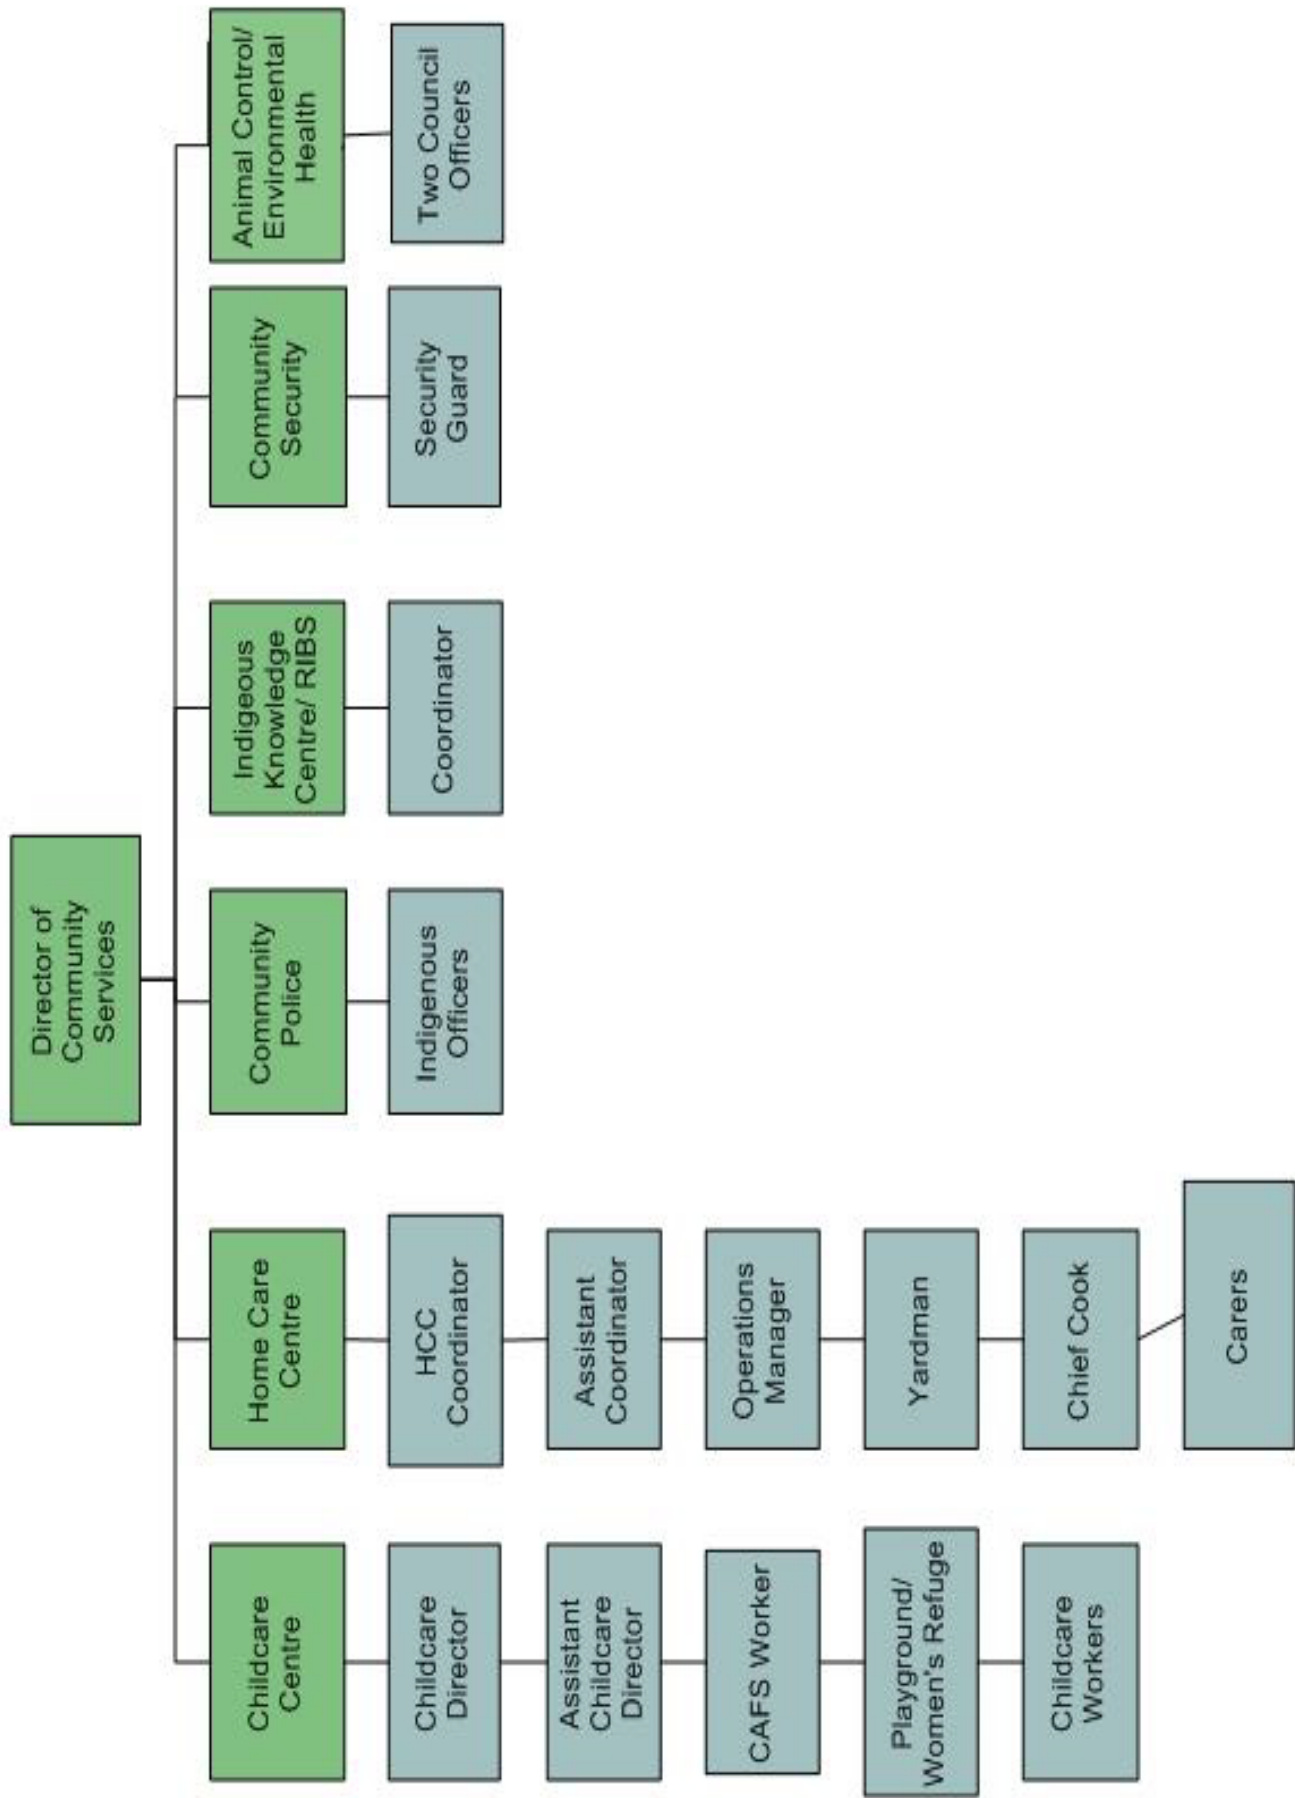 Director of
Community
Services
Childcare
Centre
Home Care
Centre
Community
Police
Indigeous
Knowledge
Centre/ RIBS
Community
Security
Animal Control/
Environmental
Health
Childcare
Director
HCC
Coordinator
Indigenous
Officers
Coordinator
Security
Guard
Two Council
Officers
Assistant
Childcare
Director
Assistant
Coordinator
CAFS Worker
Operations
Manager
Playground/
Women's Refuge
Yardman
Childcare
Workers
Chief Cook
Carers